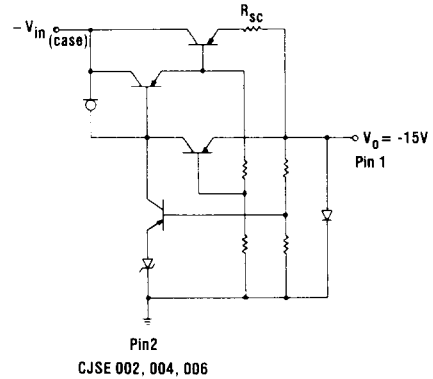 R_sc
- V_in (case)
V_o = -15V
Pin 1
Pin2
CJSE 002, 004, 006